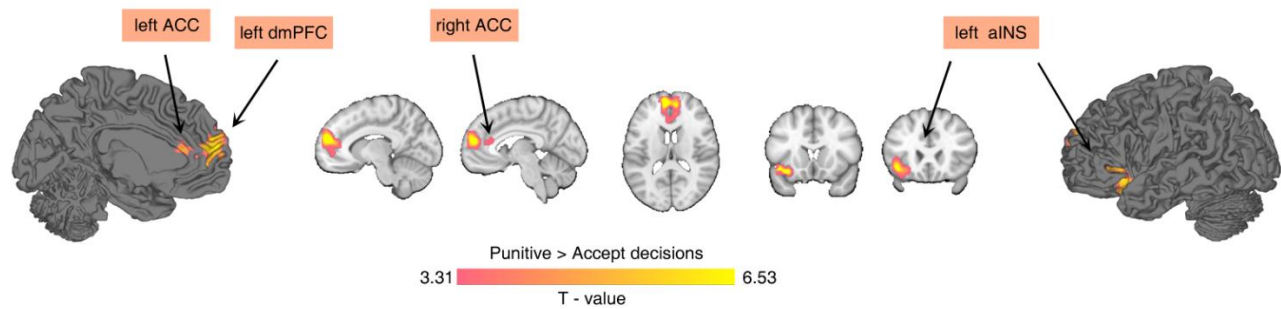 left ACC
left dmPFC
right ACC
left aINS
Punitive > Accept decisions
3.31
6.53
T - value